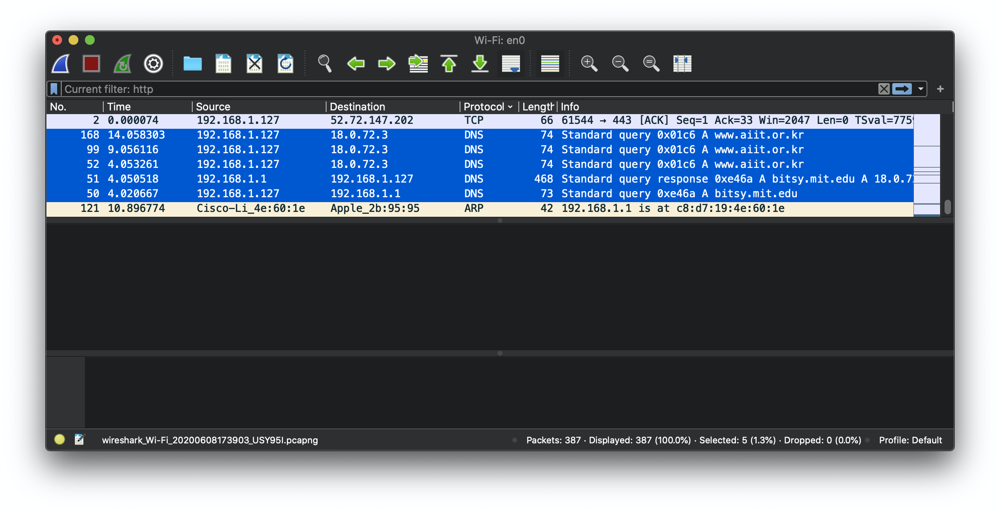 Wi-Fi: en0
Current filter: http
No. Time Source Destination Protocol Length Info
2 0.000074 192.168.1.127 52.72.147.202 TCP 66 61544 → 443 [ACK] Seq=1 Ack=33 Win=2047 Len=0 TSval=775
168 14.058303 192.168.1.127 18.0.72.3 DNS 74 Standard query 0x01c6 A www.aiit.or.kr
99 9.056116 192.168.1.127 18.0.72.3 DNS 74 Standard query 0x01c6 A www.aiit.or.kr
52 4.053261 192.168.1.127 18.0.72.3 DNS 74 Standard query 0x01c6 A www.aiit.or.kr
51 4.050518 192.168.1.1 192.168.1.127 DNS 468 Standard query response 0xe46a A bitsy.mit.edu A 18.0.7
50 4.020667 192.168.1.127 192.168.1.1 DNS 73 Standard query 0xe46a A bitsy.mit.edu
121 10.896774 Cisco-Li_4e:60:1e Apple_2b:95:95 ARP 42 192.168.1.1 is at c8:d7:19:4e:60:1e
wireshark_Wi-Fi_20200608173903_USY95I.pcapng Packets: 387 · Displayed: 387 (100.0%) · Selected: 5 (1.3%) · Dropped: 0 (0.0%) Profile: Default